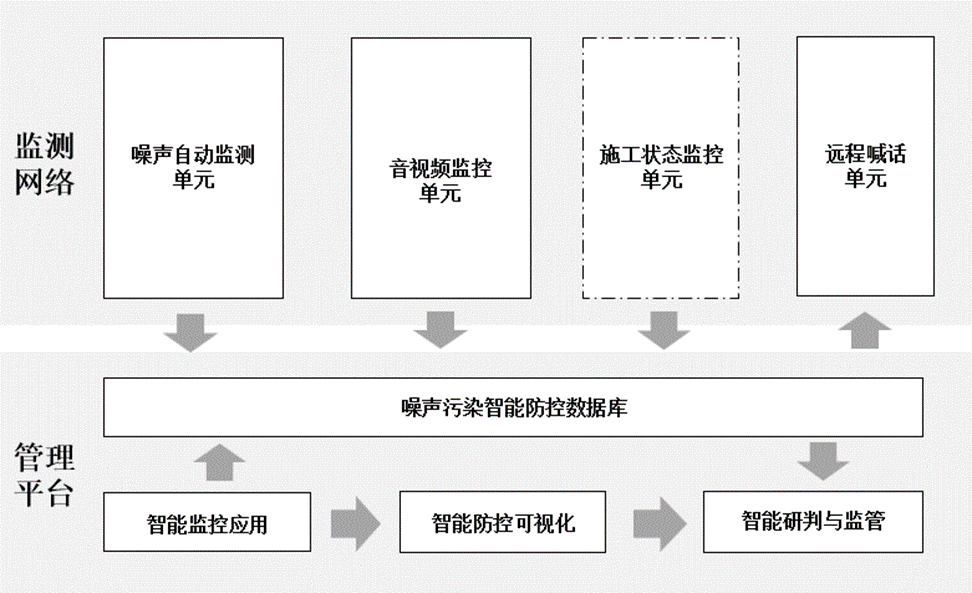 监测
网络
噪声自动监测
单元
音视频监控
单元
施工状态监控
单元
远程喊话
单元
管理
平台
噪声污染智能防控数据库
智能监控应用
智能防控可视化
智能研判与监管